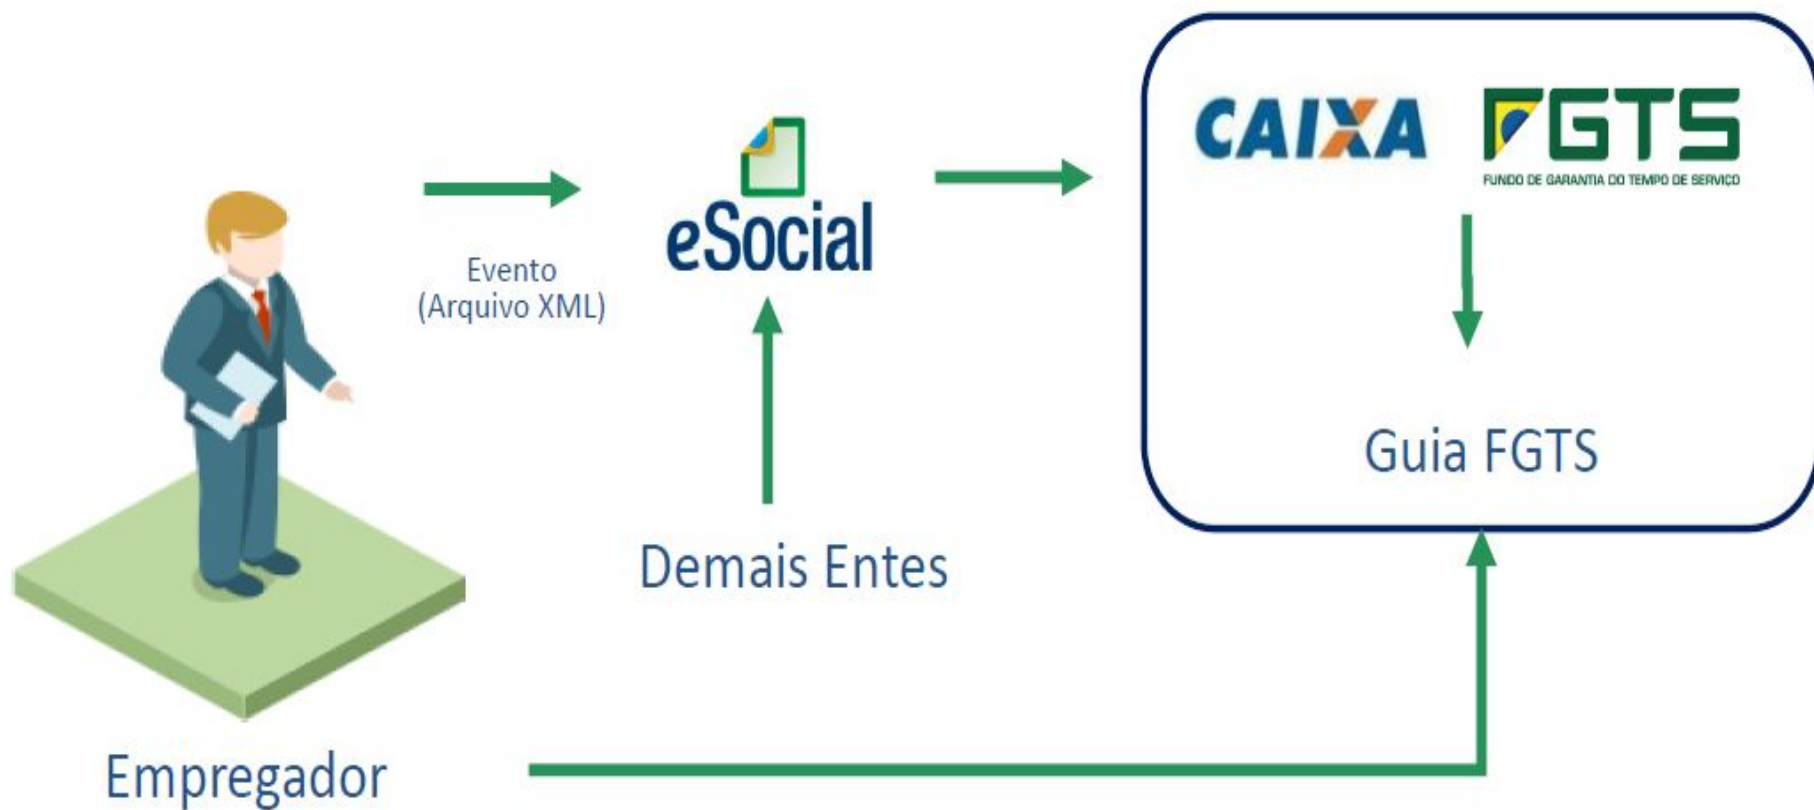 CAIXA
FGTS
FUNDO DE GARANTIA DO TEMPO DE SERVIÇO
eSocial
Evento
(Arquivo XML)
Guia FGTS
Demais Entes
Empregador